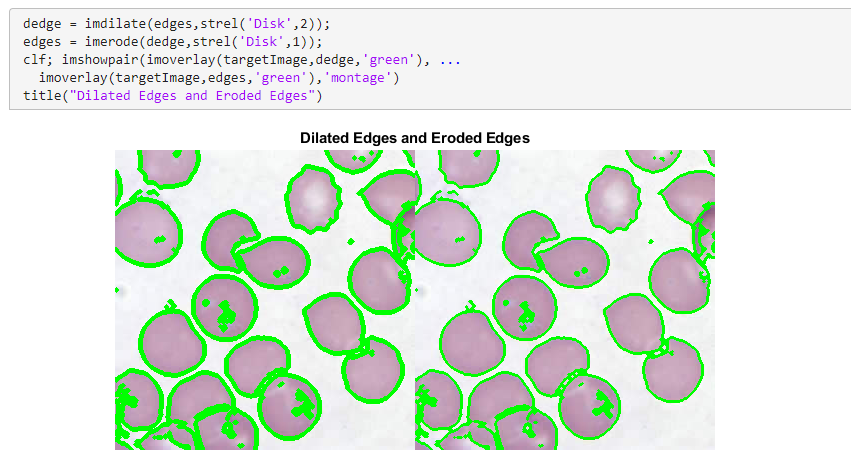 dedge = imdilate(edges,strel('Disk',2));
edges = imerode(dedge,strel('Disk',1));
clf; imshowpair(imoverlay(targetImage,dedge,'green'), ...
imoverlay(targetImage,edges,'green'),'montage')
title("Dilated Edges and Eroded Edges")
Dilated Edges and Eroded Edges